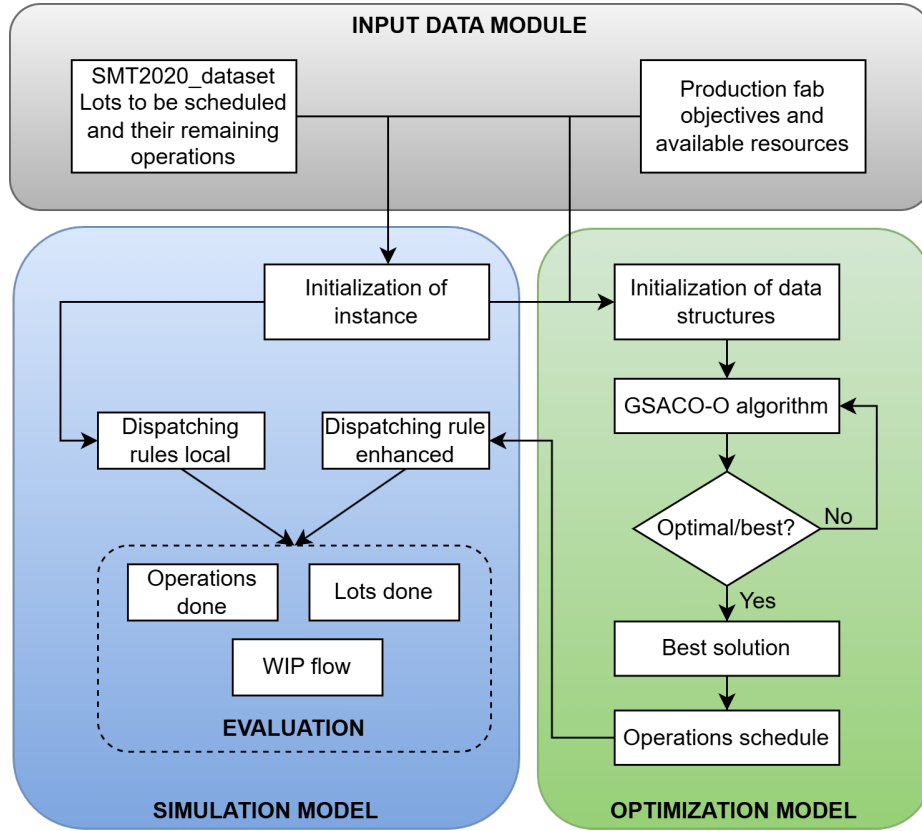 INPUT DATA MODULE
SMT2020_dataset
Lots to be scheduled
and their remaining
operations
Production fab
objectives and
available resources
Initialization of
instance
Initialization of data
structures
GSACO-O algorithm
Dispatching
rules local
Dispatching rule
enhanced
Optimal/best?
No
Yes
Operations
done
Lots done
WIP flow
EVALUATION
Best solution
Operations schedule
SIMULATION MODEL
OPTIMIZATION MODEL